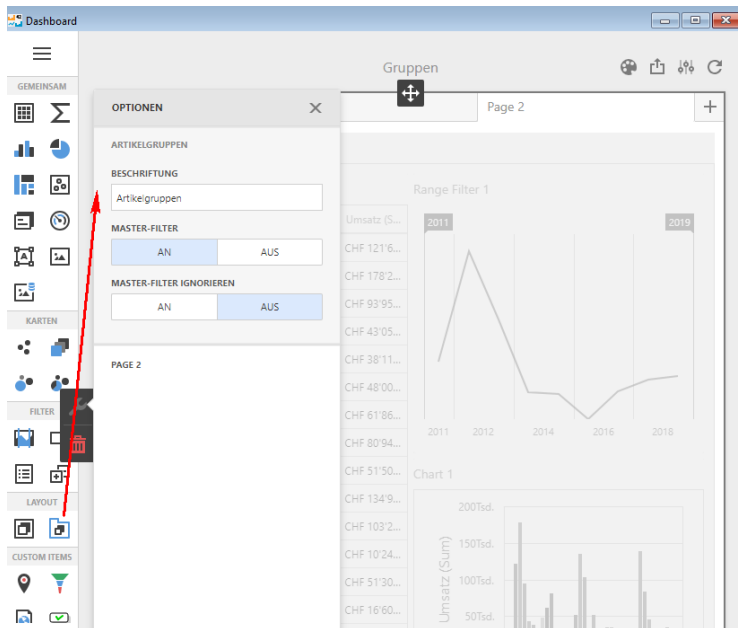 Dashboard
Gruppen
GEMEINSAM
OPTIONEN
Page 2
ARTIKELGRUPPEN
BESCHRIFTUNG
Artikelgruppen
MASTER-FILTER
AN AUS
MASTER-FILTER IGNORIEREN
AN AUS
PAGE 2
KARTEN
FILTER
LAYOUT
CUSTOM ITEMS
Umsatz (S...
CHF 121'6...
CHF 178'2...
CHF 93'95...
CHF 43'05...
CHF 38'11...
CHF 48'00...
CHF 61'86...
CHF 80'94...
CHF 51'50...
CHF 134'9...
CHF 103'2...
CHF 10'24...
CHF 51'30...
CHF 16'60...
Range Filter 1
2011 2019
2011 2012 2014 2016 2018
Chart 1
Umsatz (Sum)
200Tsd.
150Tsd.
100Tsd.
50Tsd.